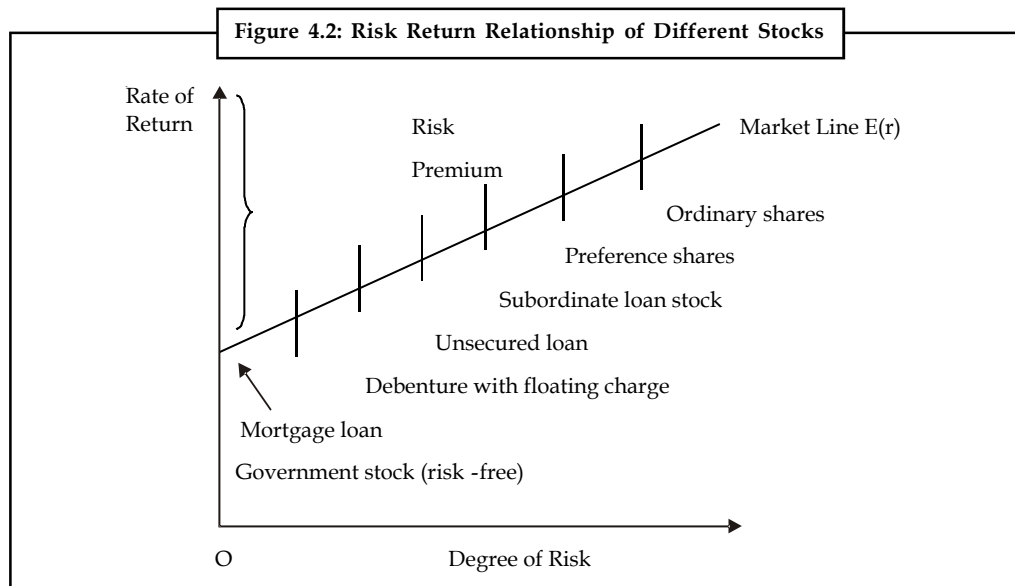 Figure 4.2: Risk Return Relationship of Different Stocks
Rate of
Return
Risk
Premium
Market Line E(r)
Ordinary shares
Preference shares
Subordinate loan stock
Unsecured loan
Debenture with floating charge
Mortgage loan
Government stock (risk -free)
O
Degree of Risk